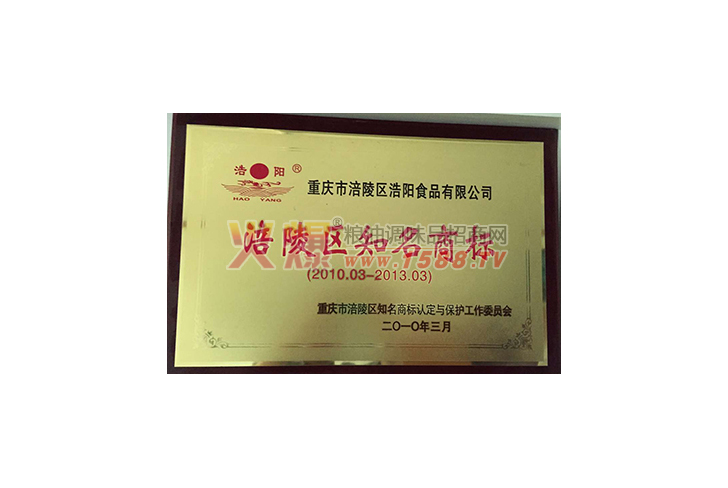 浩 阳 ®
HAO YANG
重庆市涪陵区浩阳食品有限公司
涪陵区知名商标
火爆®粮油调味品招商网
www.1588.tv
(2010.03-2013.03)
重庆市涪陵区知名商标认定与保护工作委员会
二〇一〇年三月